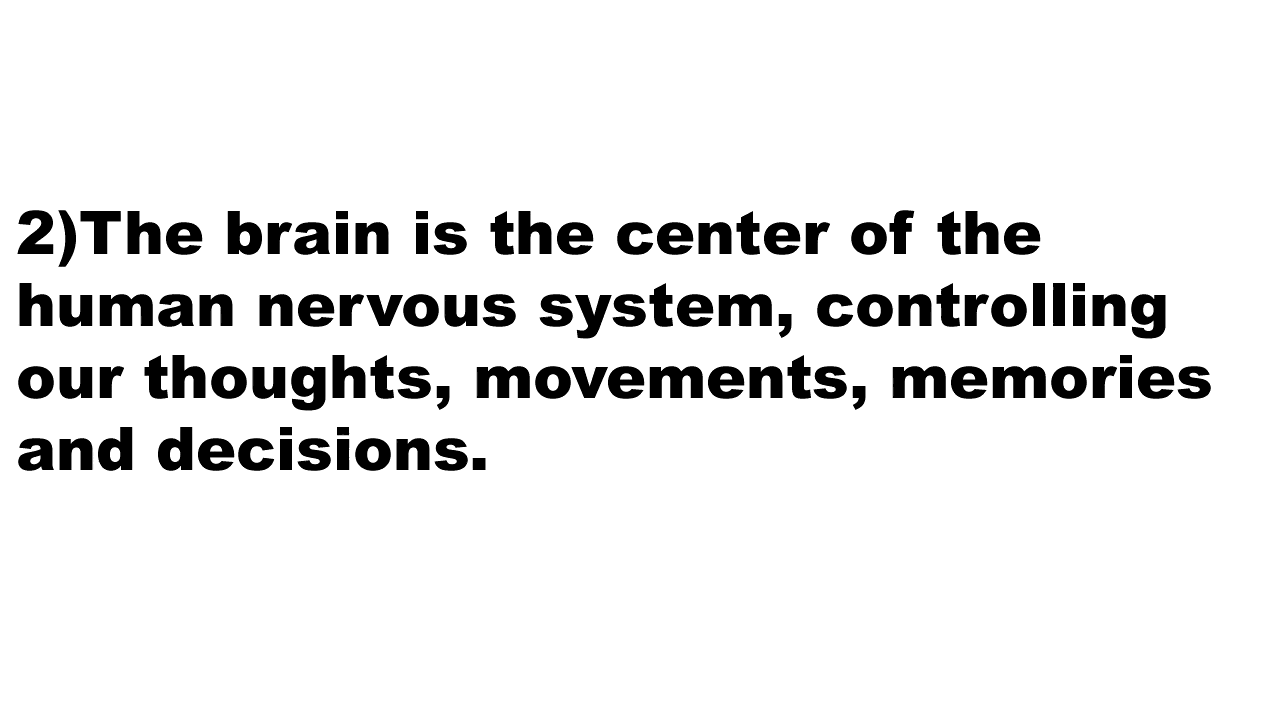 2)The brain is the center of the
human nervous system, controlling
our thoughts, movements, memories
and decisions.